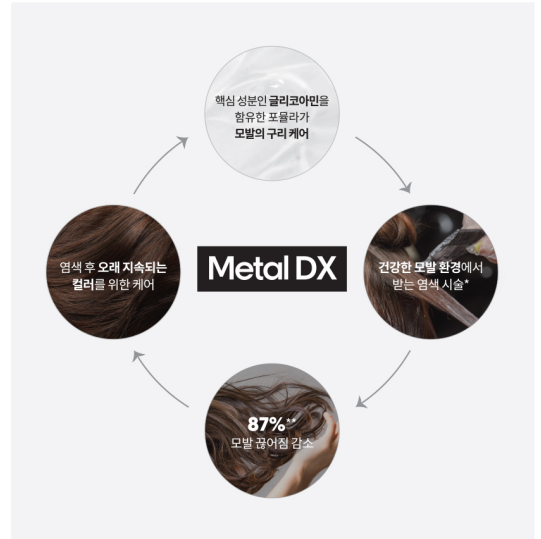 핵심 성분인 글리코아민을
함유한 포뮬라가
모발의 구리 케어
염색 후 오래 지속되는
컬러를 위한 케어
Metal DX
건강한 모발 환경에서
받는 염색 시술*
87%**
모발 끊어짐 감소